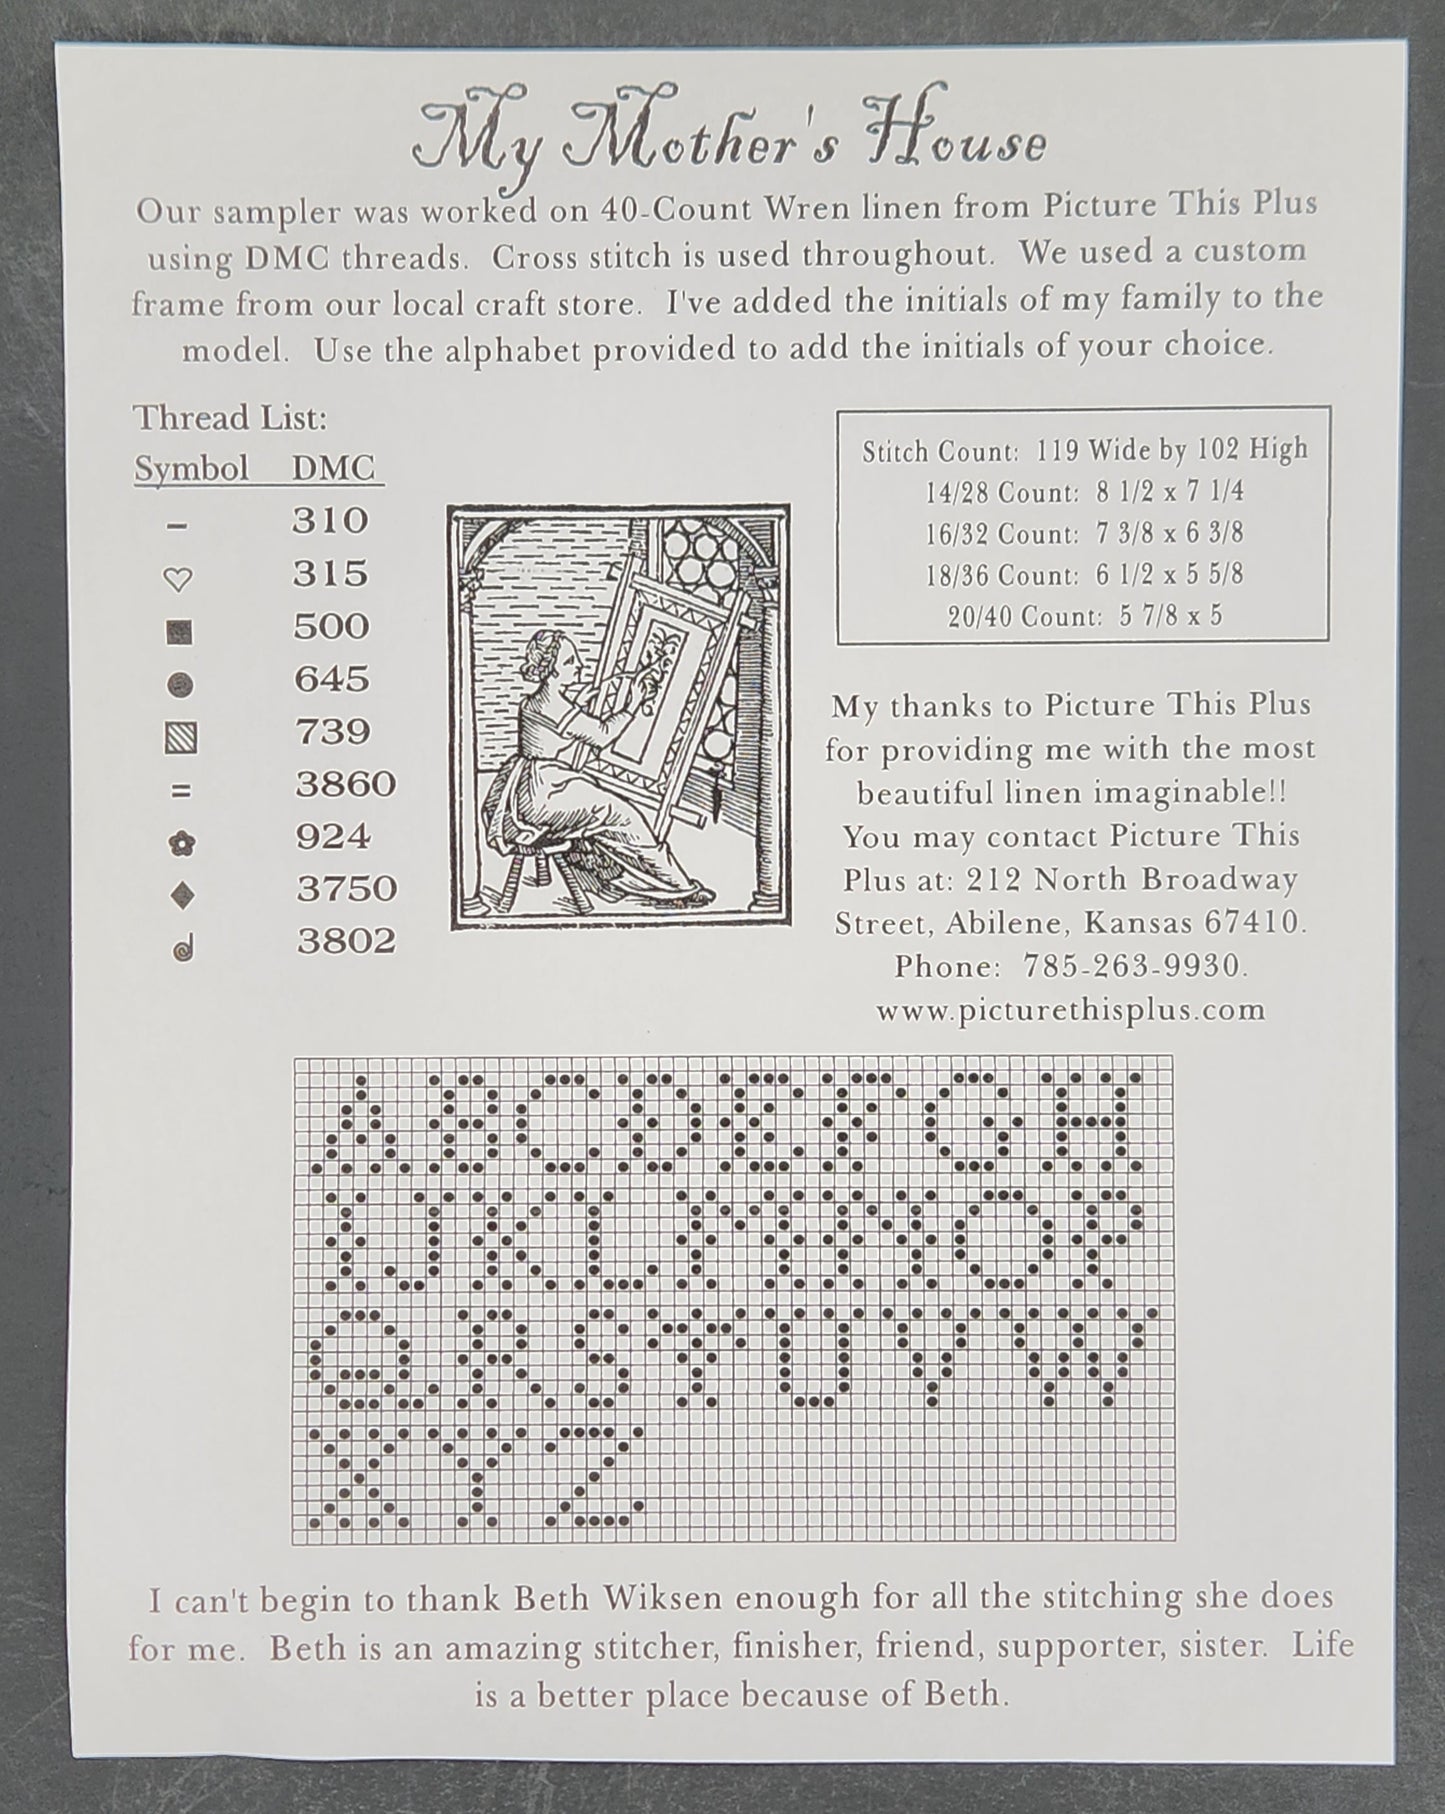 My Mother's House
Our sampler was worked on 40-Count Wren linen from Picture This Plus
using DMC threads.  Cross stitch is used throughout.  We used a custom
frame from our local craft store.  I've added the initials of my family to the
model.  Use the alphabet provided to add the initials of your choice.
Thread List:
Symbol DMC
– 310
♡ 315
■ 500
● 645
▧ 739
= 3860
✿ 924
◆ 3750
3802
Stitch Count:  119 Wide by 102 High
14/28 Count:  8 1/2 x 7 1/4
16/32 Count:  7 3/8 x 6 3/8
18/36 Count:  6 1/2 x 5 5/8
20/40 Count:  5 7/8 x 5
My thanks to Picture This Plus
for providing me with the most
beautiful linen imaginable!!
You may contact Picture This
Plus at: 212 North Broadway
Street, Abilene, Kansas 67410.
Phone:  785-263-9930.
www.picturethisplus.com
A B C D E F G H
I J K L M N O P
Q R S T U V W
X Y Z
I can't begin to thank Beth Wiksen enough for all the stitching she does
for me.  Beth is an amazing stitcher, finisher, friend, supporter, sister.  Life
is a better place because of Beth.